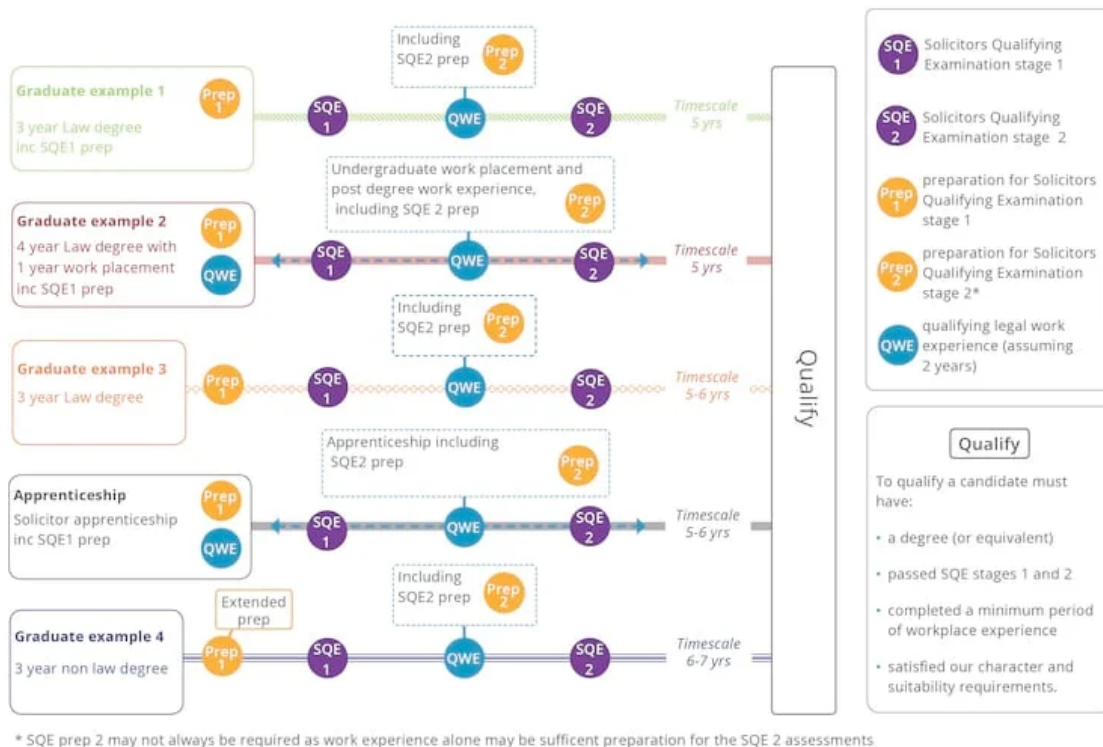 Including
SQE2 prep
Prep
2
Graduate example 1
Prep
1
3 year Law degree
inc SQE1 prep
SQE
1
QWE
SQE
2
Timescale
5 yrs
Undergraduate work placement and
post degree work experience,
including SQE 2 prep
Prep
2
Graduate example 2
Prep
1
4 year Law degree with
1 year work placement
inc SQE1 prep
QWE
SQE
1
QWE
SQE
2
Timescale
5 yrs
Including
SQE2 prep
Prep
2
Graduate example 3
3 year Law degree
Prep
1
SQE
1
QWE
SQE
2
Timescale
5-6 yrs
Apprenticeship including
SQE2 prep
Prep
2
Apprenticeship
Prep
1
Solicitor apprenticeship
inc SQE1 prep
QWE
SQE
1
QWE
SQE
2
Timescale
5-6 yrs
Including
SQE2 prep
Prep
2
Extended
prep
Graduate example 4
3 year non law degree
Prep
1
SQE
1
QWE
SQE
2
Timescale
6-7 yrs
Qualify
SQE
1
Solicitors Qualifying
Examination stage 1
SQE
2
Solicitors Qualifying
Examination stage 2
Prep
1
preparation for Solicitors
Qualifying Examination
stage 1
Prep
2
preparation for Solicitors
Qualifying Examination
stage 2*
QWE
qualifying legal work
experience (assuming
2 years)
Qualify
To qualify a candidate must
have:
• a degree (or equivalent)
• passed SQE stages 1 and 2
• completed a minimum period
of workplace experience
• satisfied our character and
suitability requirements.
* SQE prep 2 may not always be required as work experience alone may be sufficent preparation for the SQE 2 assessments